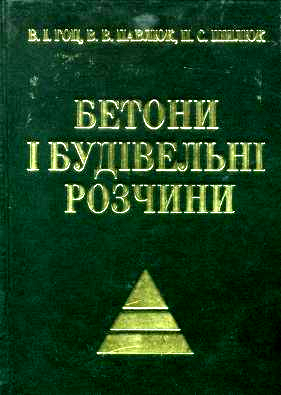 В. І. ГОЦ, В. В. ПАВЛЮК, П. С. ШИЛЮК
БЕТОНИ
І БУДІВЕЛЬНІ
РОЗЧИНИ